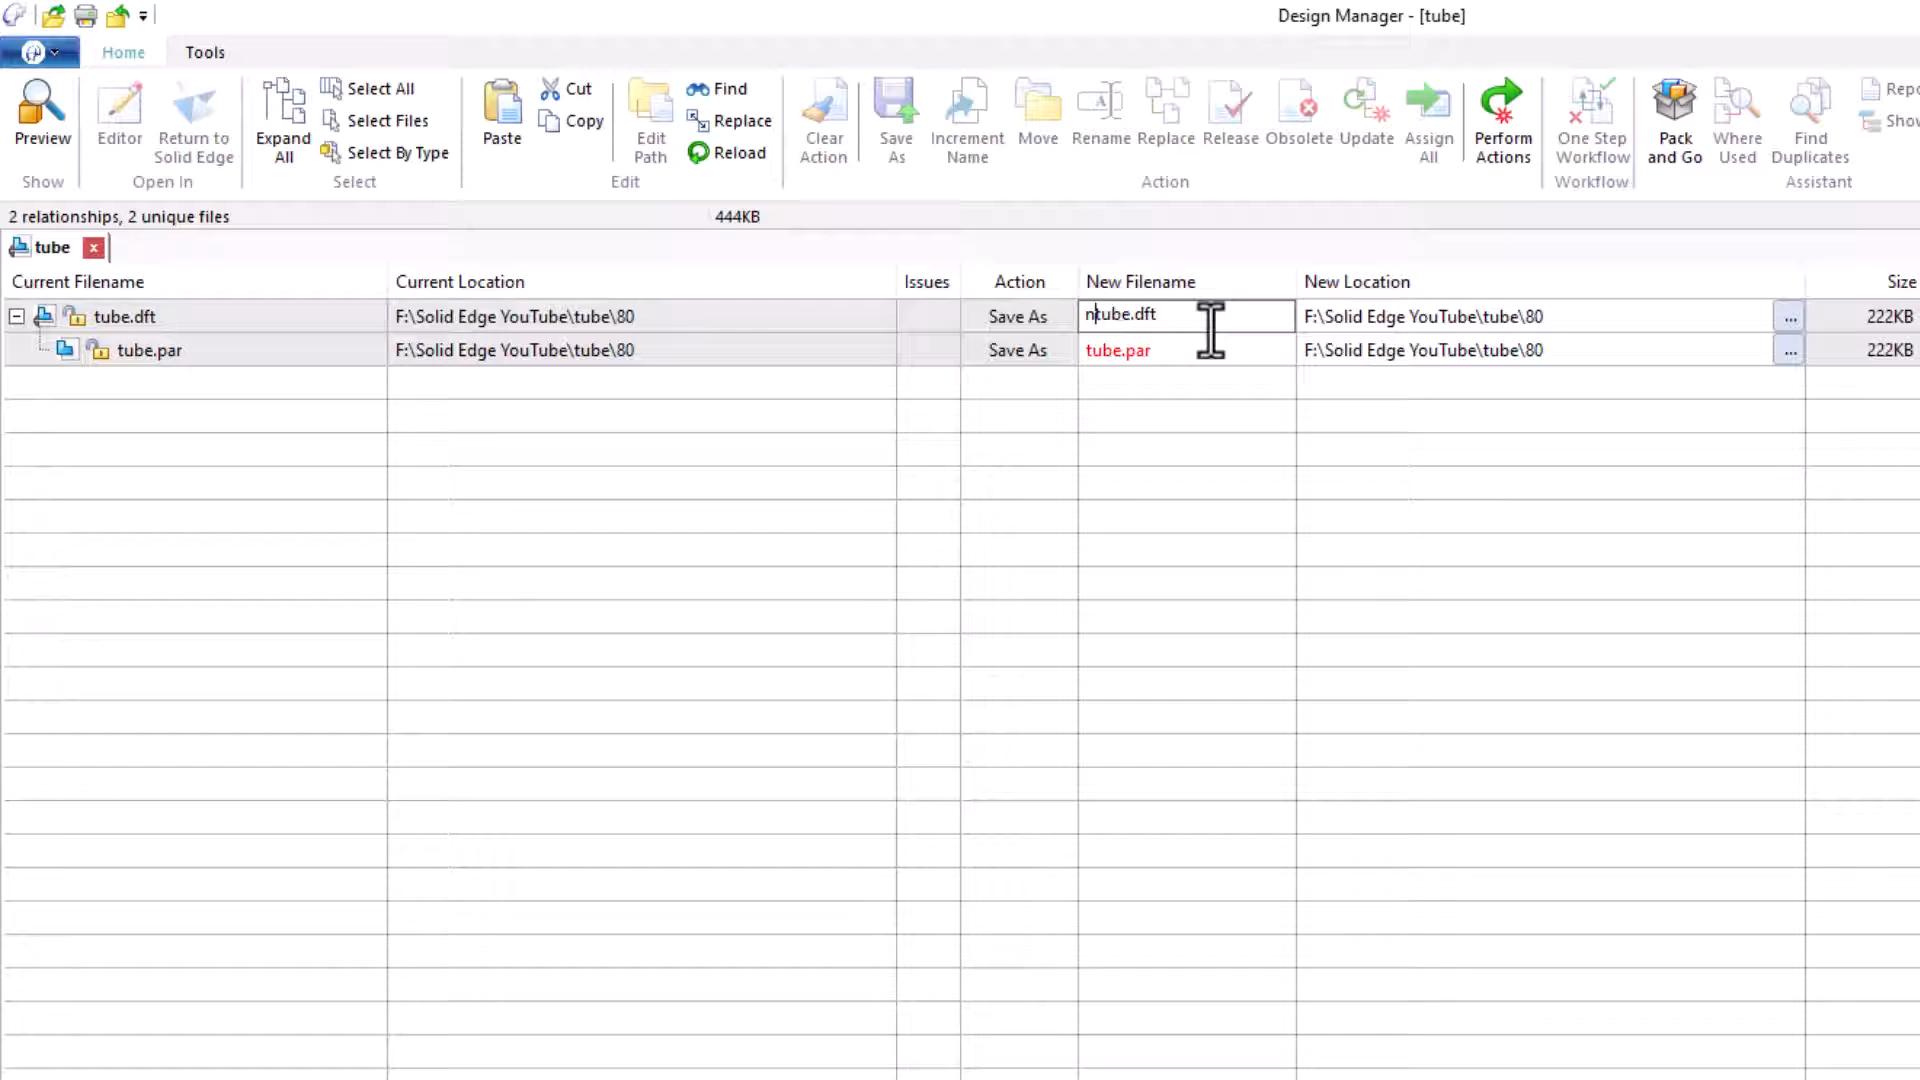 Design Manager - [tube]
Home
Tools
Preview
Show
Editor
Return to
Solid Edge
Open In
Expand
All
Select All
Select Files
Select By Type
Select
Paste
Cut
Copy
Edit
Path
Find
Replace
Reload
Edit
Clear
Action
Save
As
Increment
Name
Move
Rename
Replace
Release
Obsolete
Update
Assign
All
Action
Perform
Actions
One Step
Workflow
Workflow
Pack
and Go
Where
Used
Find
Duplicates
Repo
Show
Assistant
2 relationships, 2 unique files 444KB
tube
Current Filename Current Location Issues Action New Filename New Location Size
tube.dft F:\Solid Edge YouTube\tube\80 Save As ntube.dft F:\Solid Edge YouTube\tube\80 ... 222KB
tube.par F:\Solid Edge YouTube\tube\80 Save As tube.par F:\Solid Edge YouTube\tube\80 ... 222KB